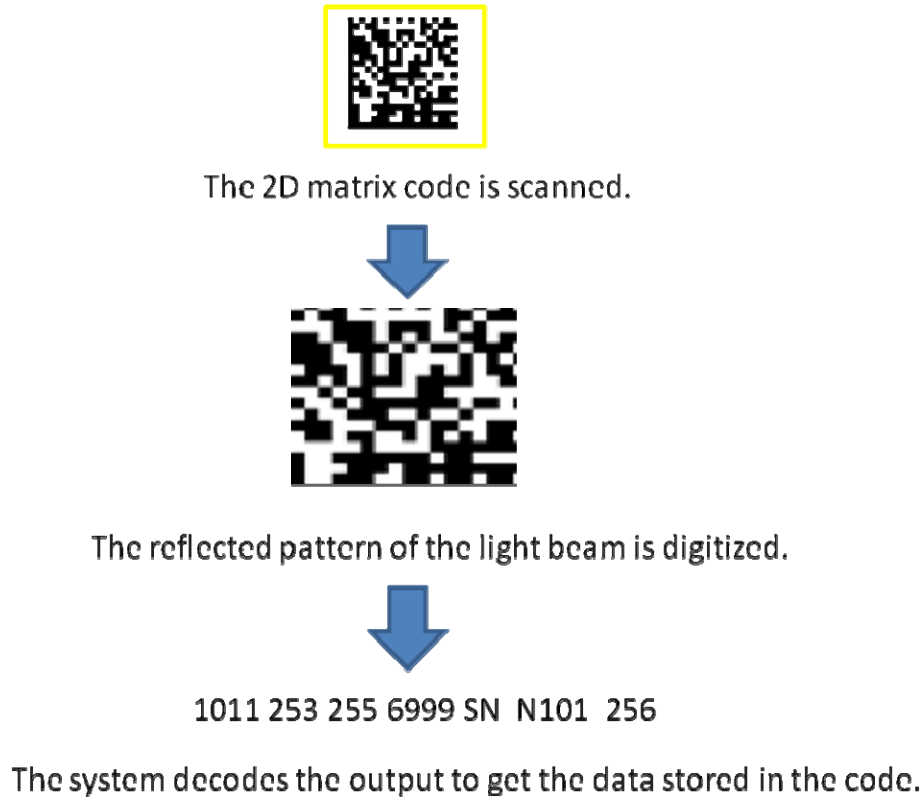 The 2D matrix code is scanned.
The reflected pattern of the light beam is digitized.
1011 253 255 6999 SN N101 256
The system decodes the output to get the data stored in the code.